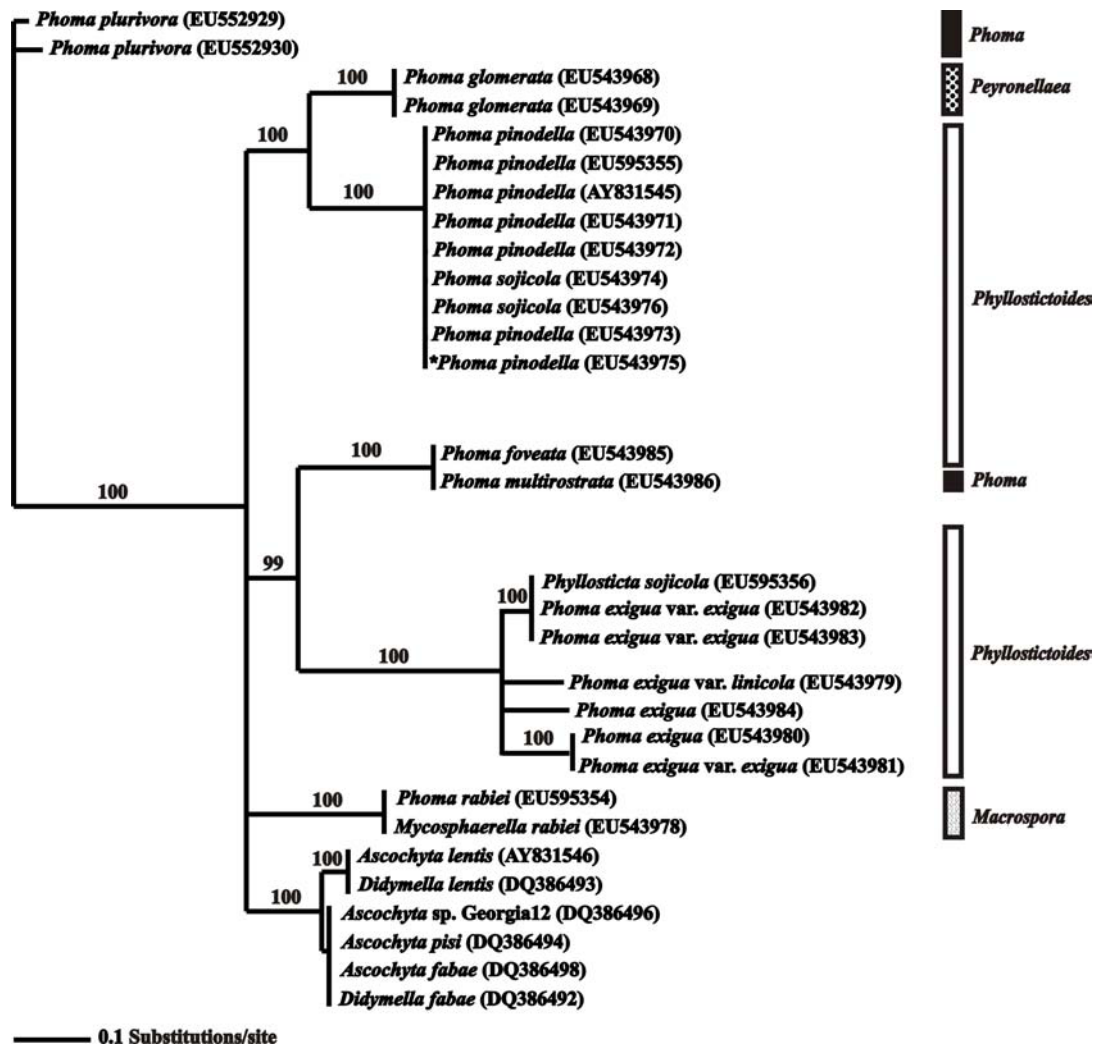 Phoma plurivora (EU552929)
Phoma plurivora (EU552930)
Phoma
100
Phoma glomerata (EU543968)
Peyronellaea
Phoma glomerata (EU543969)
100
Phoma pinodella (EU543970)
Phoma pinodella (EU595355)
100
Phoma pinodella (AY831545)
Phoma pinodella (EU543971)
Phoma pinodella (EU543972)
Phoma sojicola (EU543974)
Phyllostictoides
Phoma sojicola (EU543976)
Phoma pinodella (EU543973)
*Phoma pinodella (EU543975)
100
Phoma foveata (EU543985)
Phoma multirostrata (EU543986)
Phoma
100
99
Phyllosticta sojicola (EU595356)
100
Phoma exigua var. exigua (EU543982)
Phoma exigua var. exigua (EU543983)
100
Phyllostictoides
Phoma exigua var. linicola (EU543979)
Phoma exigua (EU543984)
100
Phoma exigua (EU543980)
Phoma exigua var. exigua (EU543981)
100
Phoma rabiei (EU595354)
Macrospora
Mycosphaerella rabiei (EU543978)
100
Ascochyta lentis (AY831546)
Didymella lentis (DQ386493)
100
Ascochyta sp. Georgia12 (DQ386496)
Ascochyta pisi (DQ386494)
Ascochyta fabae (DQ386498)
Didymella fabae (DQ386492)
0.1 Substitutions/site